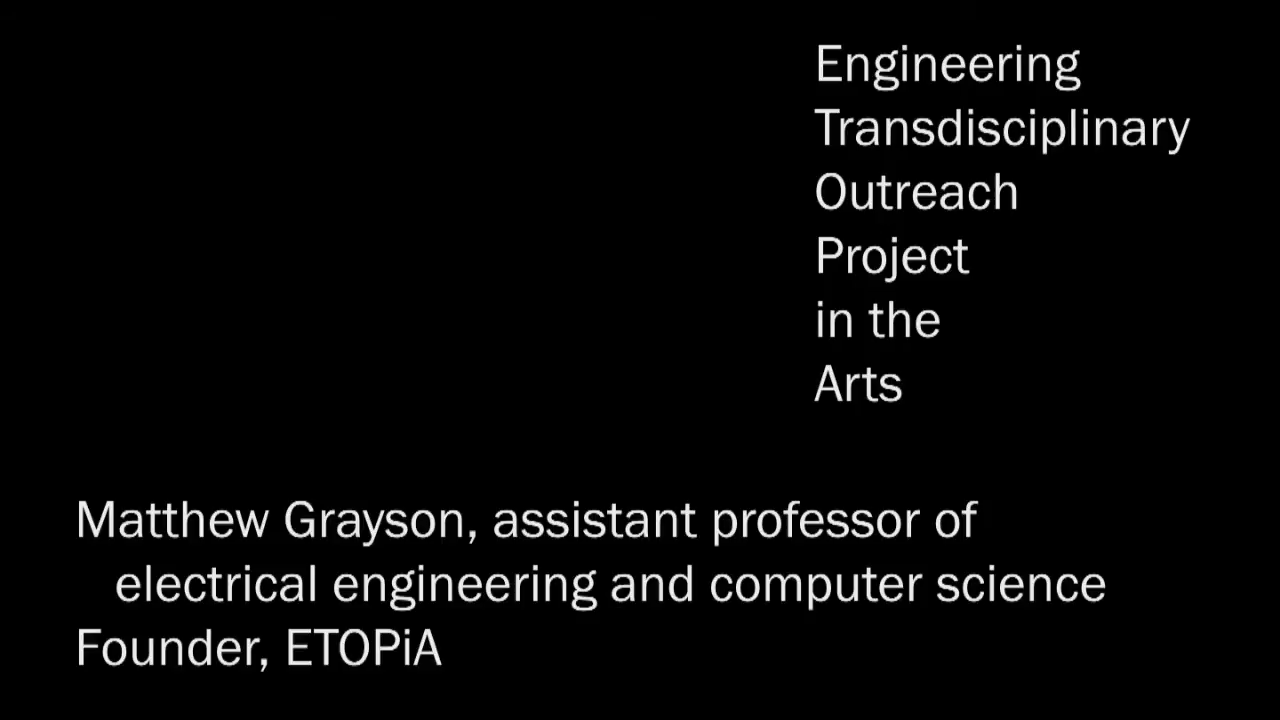 Engineering
Transdisciplinary
Outreach
Project
in the
Arts
Matthew Grayson, assistant professor of
electrical engineering and computer science
Founder, ETOPiA